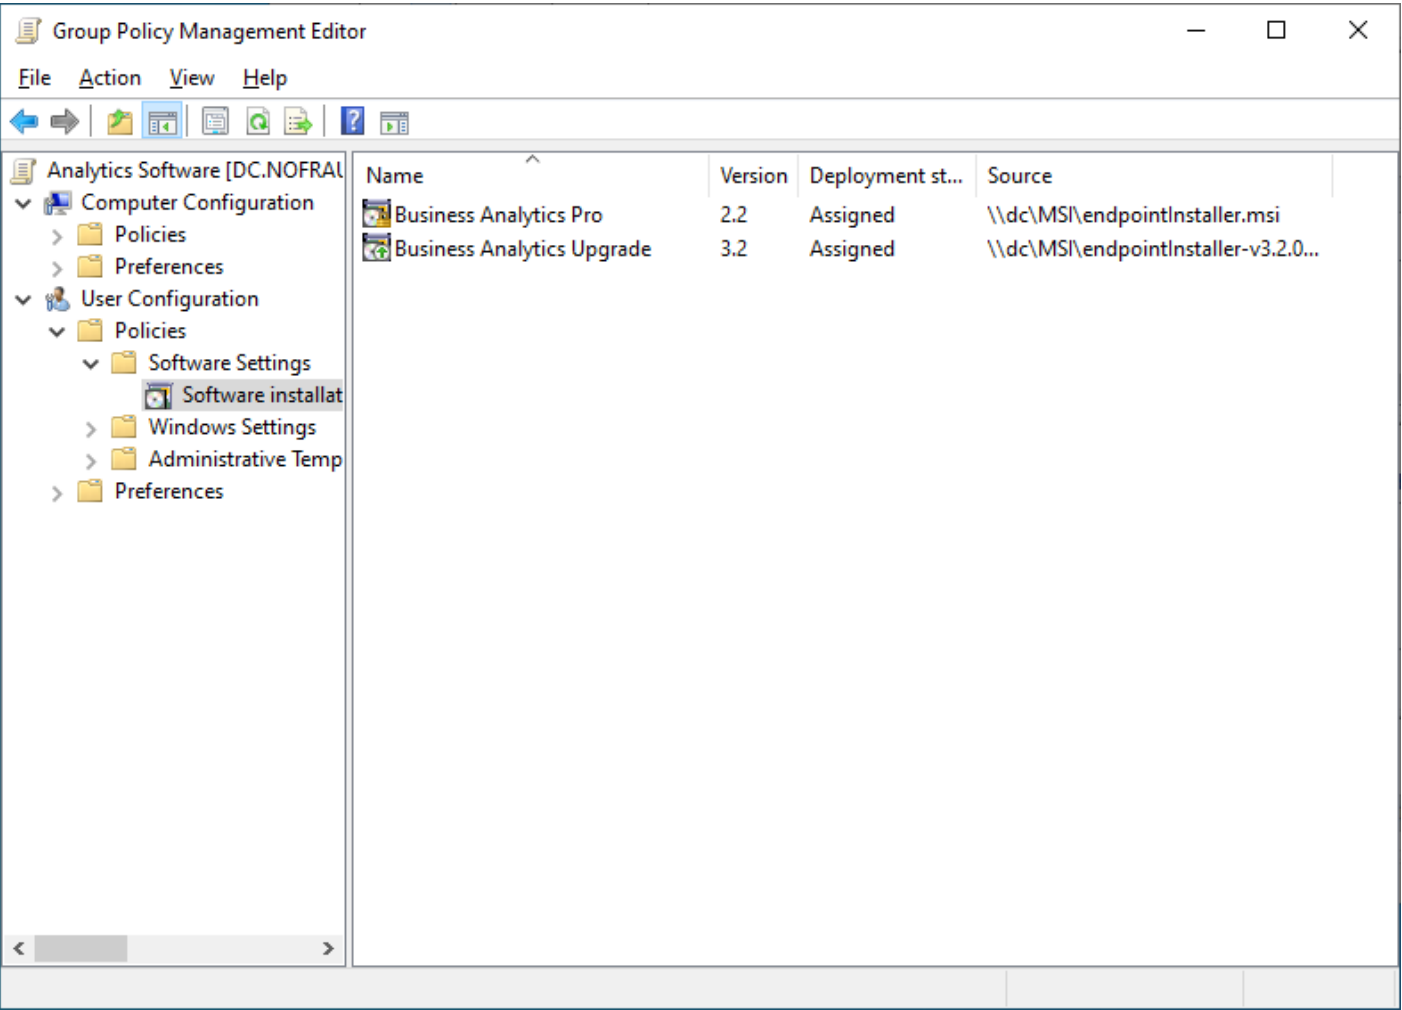 Group Policy Management Editor
File Action View Help
Analytics Software [DC.NOFRAU
Computer Configuration
Policies
Preferences
User Configuration
Policies
Software Settings
Software installat
Windows Settings
Administrative Temp
Preferences
Name Version Deployment st... Source
Business Analytics Pro 2.2 Assigned \\dc\MSI\endpointInstaller.msi
Business Analytics Upgrade 3.2 Assigned \\dc\MSI\endpointInstaller-v3.2.0...